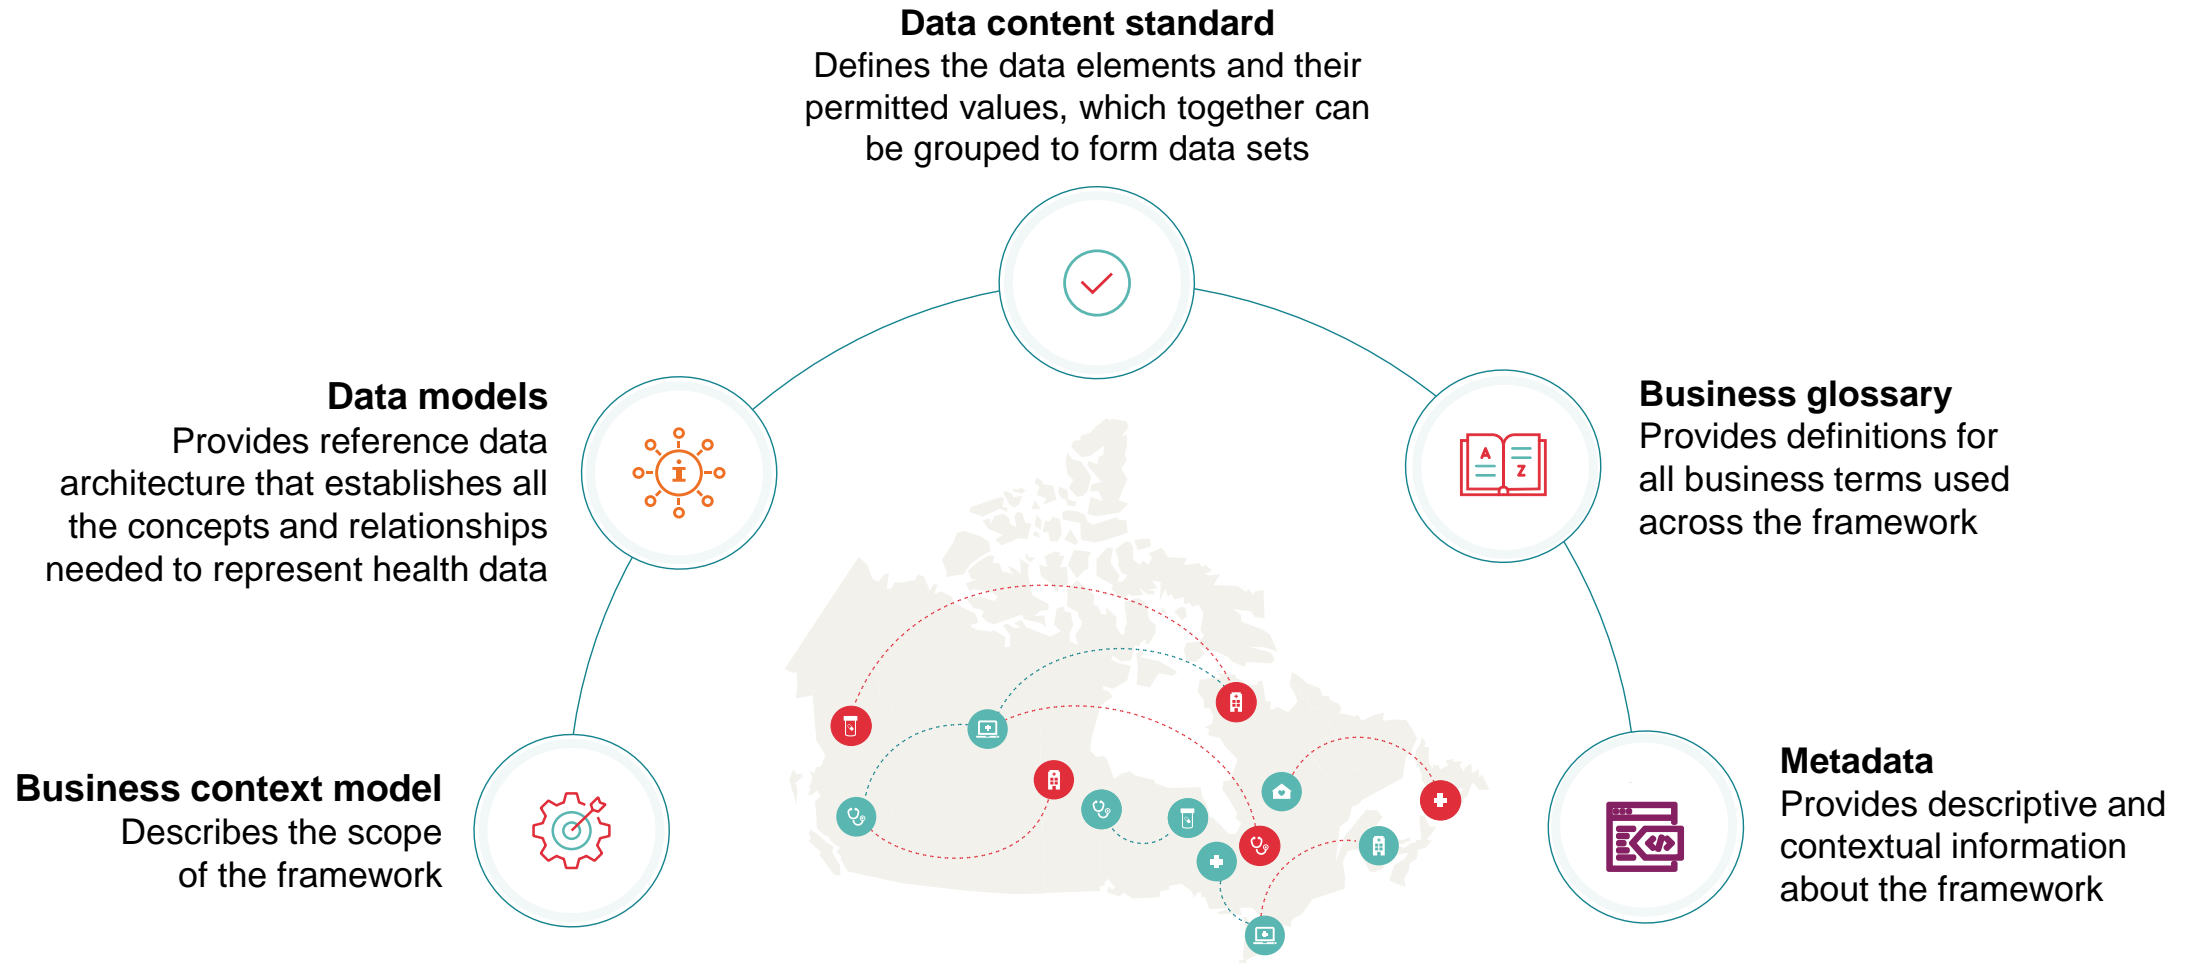 Data content standard
Defines the data elements and their
permitted values, which together can
be grouped to form data sets
Data models
Provides reference data
architecture that establishes all
the concepts and relationships
needed to represent health data
Business glossary
Provides definitions for
all business terms used
across the framework
A
Z
i
Business context model
Describes the scope
of the framework
Metadata
Provides descriptive and
contextual information
about the framework